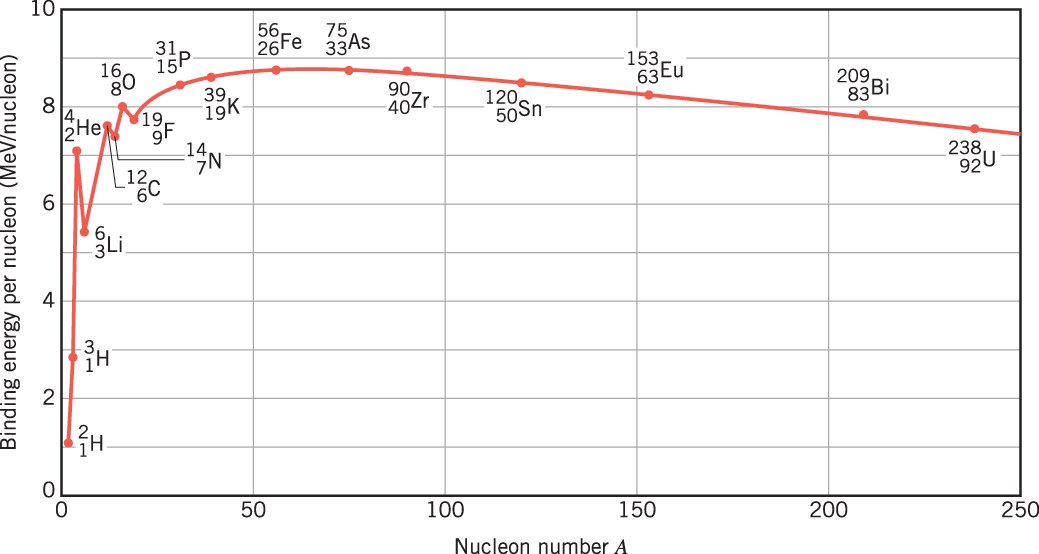 Binding energy per nucleon (MeV/nucleon)
10
8
6
4
2
0
0
50
100
150
200
250
Nucleon number A
2
1H
3
1H
4
2He
6
3Li
12
6C
14
7N
16
8O
19
9F
31
15P
39
19K
56
26Fe
75
33As
90
40Zr
120
50Sn
153
63Eu
209
83Bi
238
92U